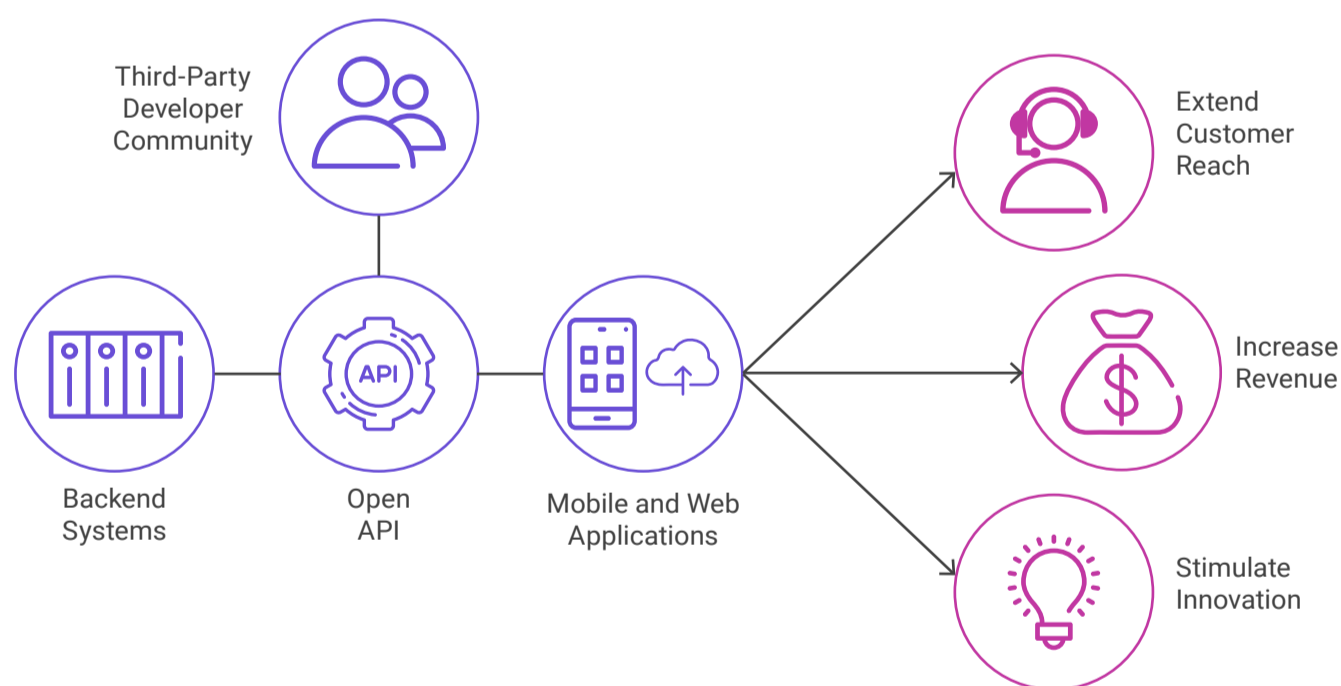 Third-Party
Developer
Community
Extend
Customer
Reach
API
$
Increase
Revenue
Backend
Systems
Open
API
Mobile and Web
Applications
Stimulate
Innovation